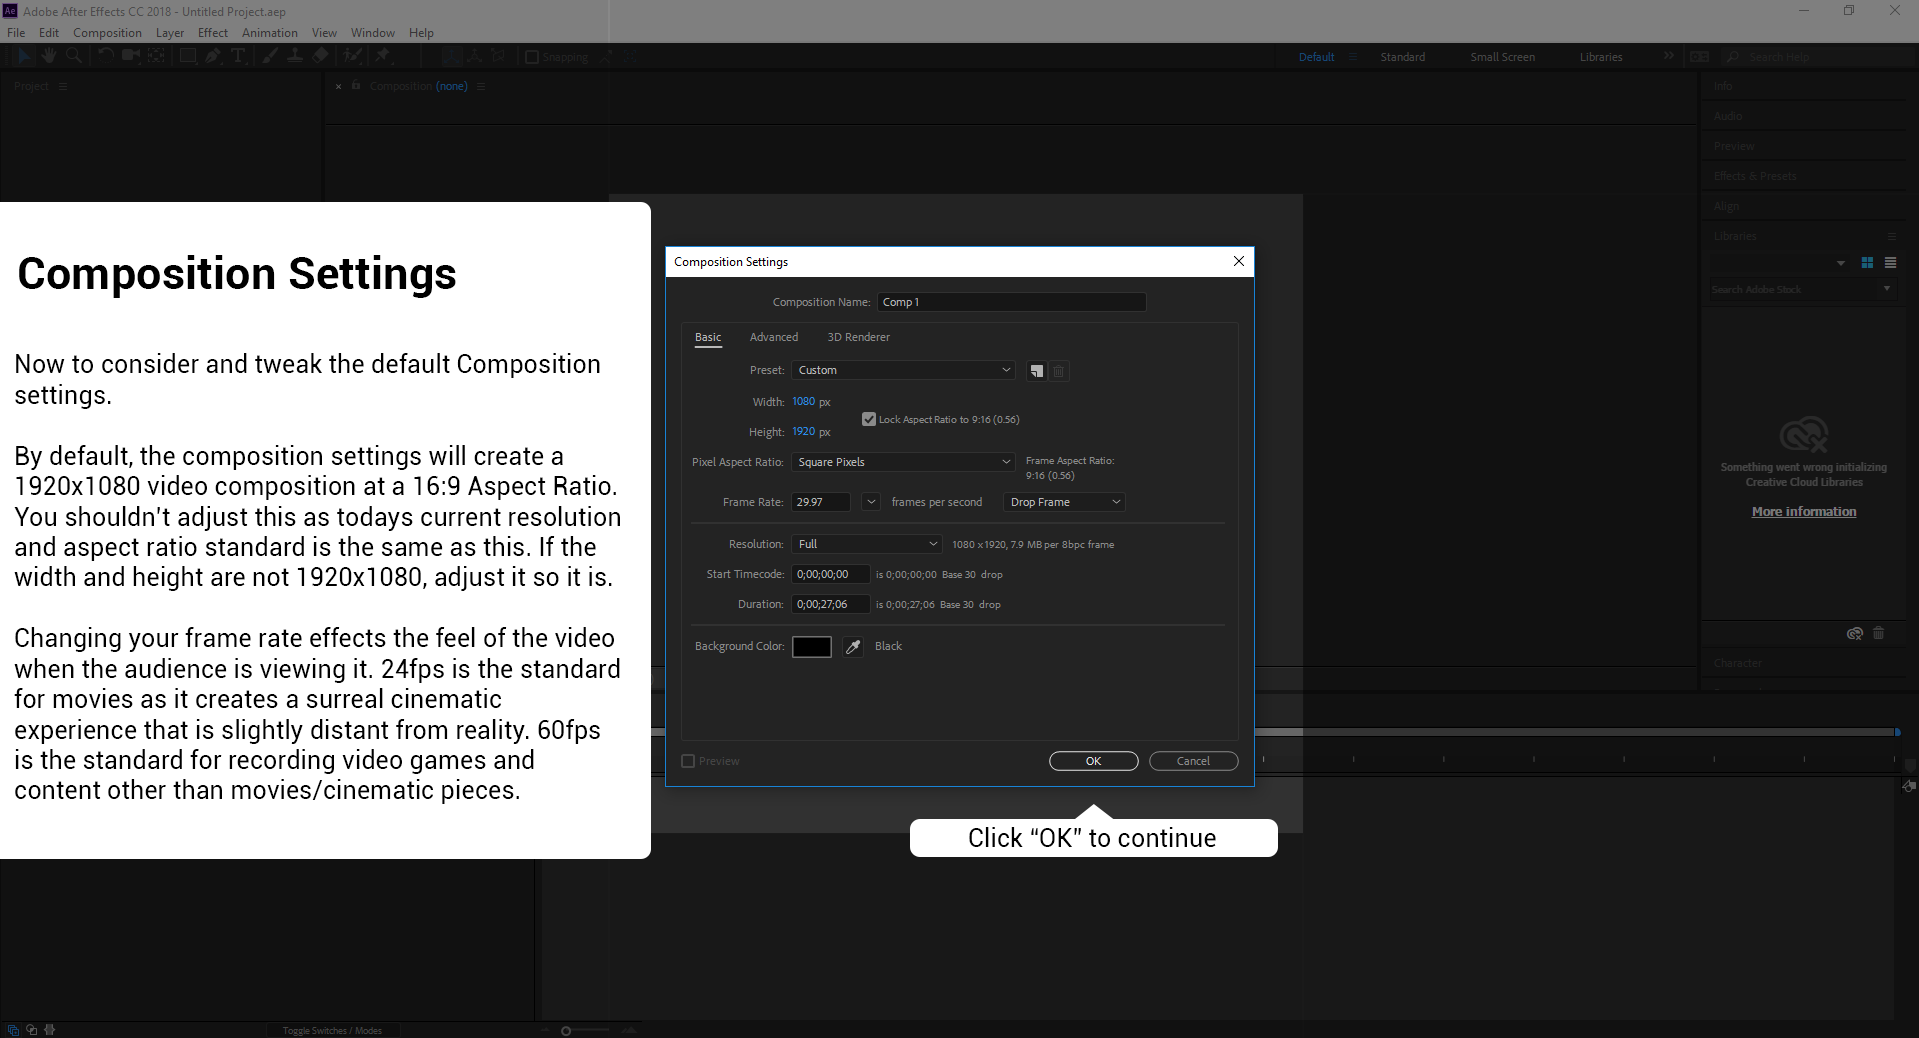 Ae Adobe After Effects CC 2018 - Untitled Project.aep
File Edit Composition Layer Effect Animation View Window Help
Snapping Default Standard Small Screen Libraries Search Help
Project Composition (none) Info
Audio
Preview
Effects & Presets
Align
Libraries
Search Adobe Stock
Something went wrong initializing
Creative Cloud Libraries
More information
Character
Composition Settings
Now to consider and tweak the default Composition
settings.
By default, the composition settings will create a
1920x1080 video composition at a 16:9 Aspect Ratio.
You shouldn't adjust this as todays current resolution
and aspect ratio standard is the same as this. If the
width and height are not 1920x1080, adjust it so it is.
Changing your frame rate effects the feel of the video
when the audience is viewing it. 24fps is the standard
for movies as it creates a surreal cinematic
experience that is slightly distant from reality. 60fps
is the standard for recording video games and
content other than movies/cinematic pieces.
Composition Settings
Composition Name: Comp 1
Basic Advanced 3D Renderer
Preset: Custom
Width: 1080 px
Lock Aspect Ratio to 9:16 (0.56)
Height: 1920 px
Pixel Aspect Ratio: Square Pixels Frame Aspect Ratio:
9:16 (0.56)
Frame Rate: 29.97 frames per second Drop Frame
Resolution: Full 1080 x 1920, 7.9 MB per 8bpc frame
Start Timecode: 0;00;00;00 is 0;00;00;00 Base 30 drop
Duration: 0;00;27;06 is 0;00;27;06 Base 30 drop
Background Color: Black
Preview OK Cancel
Click “OK” to continue
Toggle Switches / Modes